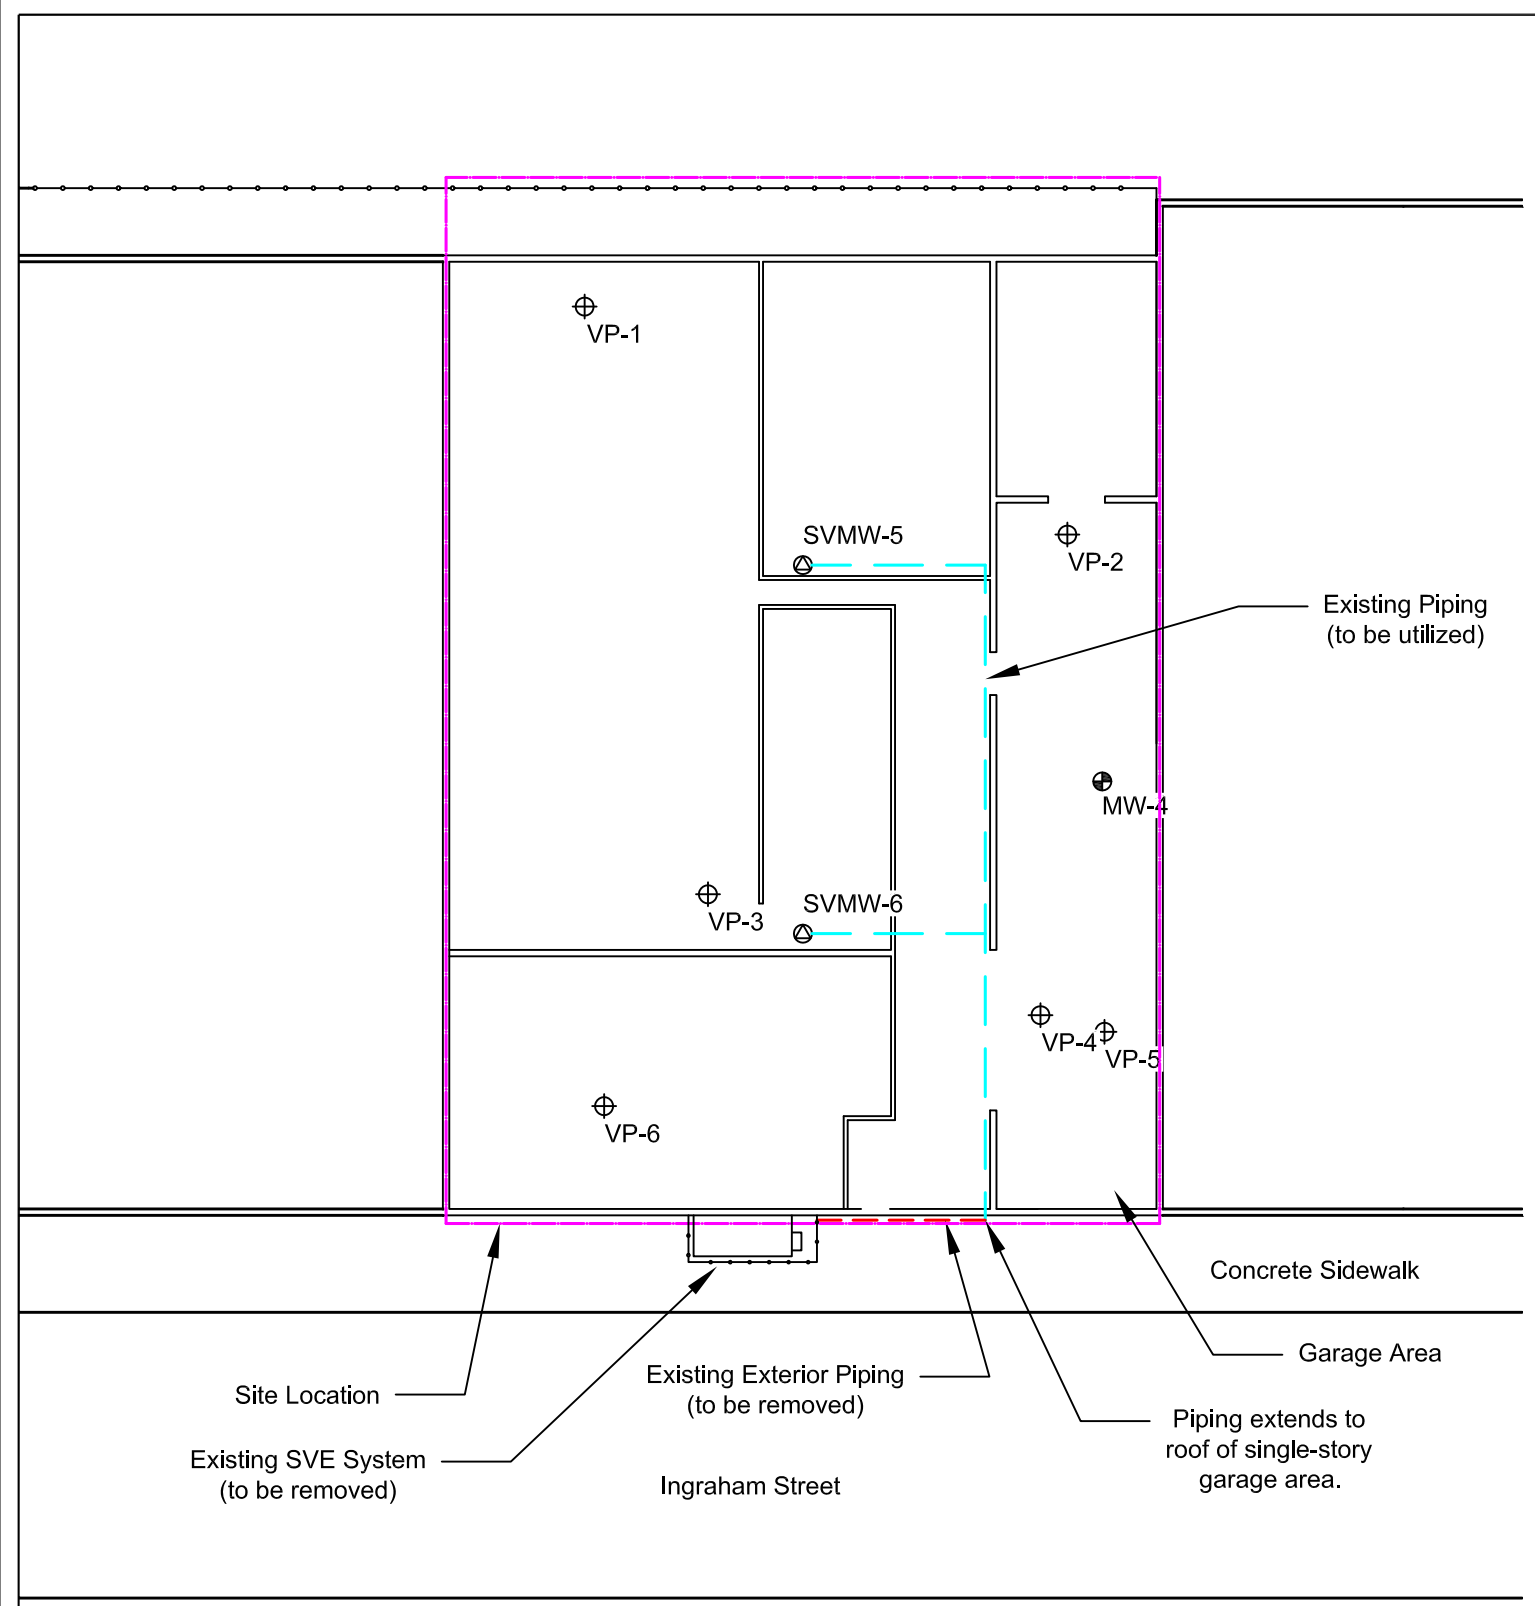 VP-1
SVMW-5
VP-2
Existing Piping
(to be utilized)
MW-4
SVMW-6
VP-3
VP-4
VP-5
VP-6
Concrete Sidewalk
Garage Area
Existing Exterior Piping
(to be removed)
Site Location
Piping extends to
roof of single-story
garage area.
Existing SVE System
(to be removed)
Ingraham Street